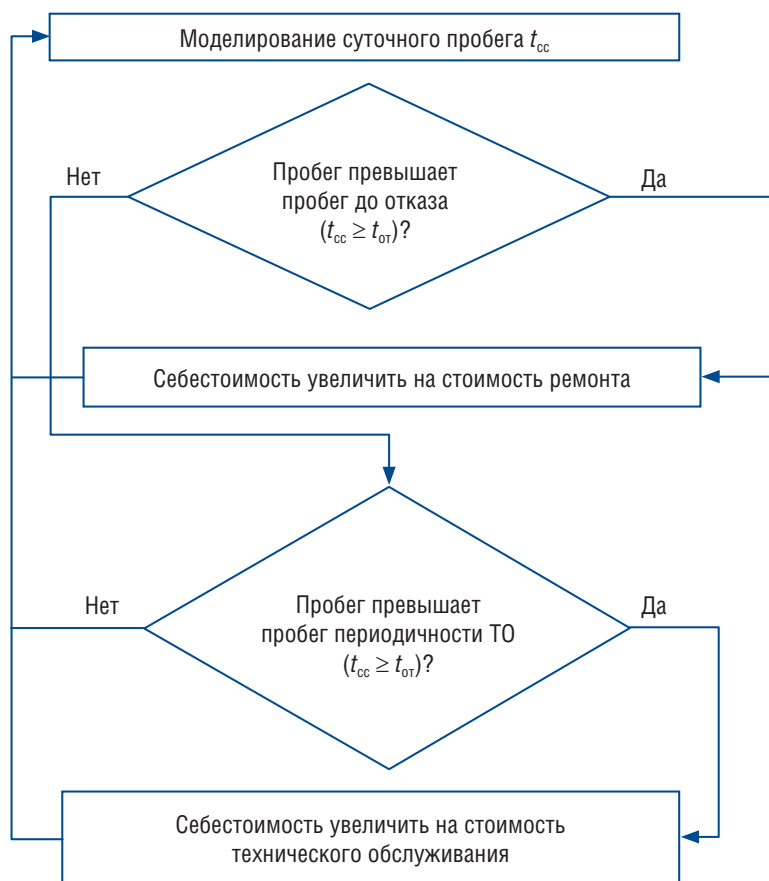 Моделирование суточного пробега tсс
Нет
Пробег превышает
Да
пробег до отказа
(tсс ≥ tот)?
Себестоимость увеличить на стоимость ремонта
Нет
Пробег превышает
Да
пробег периодичности ТО
(tсс ≥ tот)?
Себестоимость увеличить на стоимость
технического обслуживания